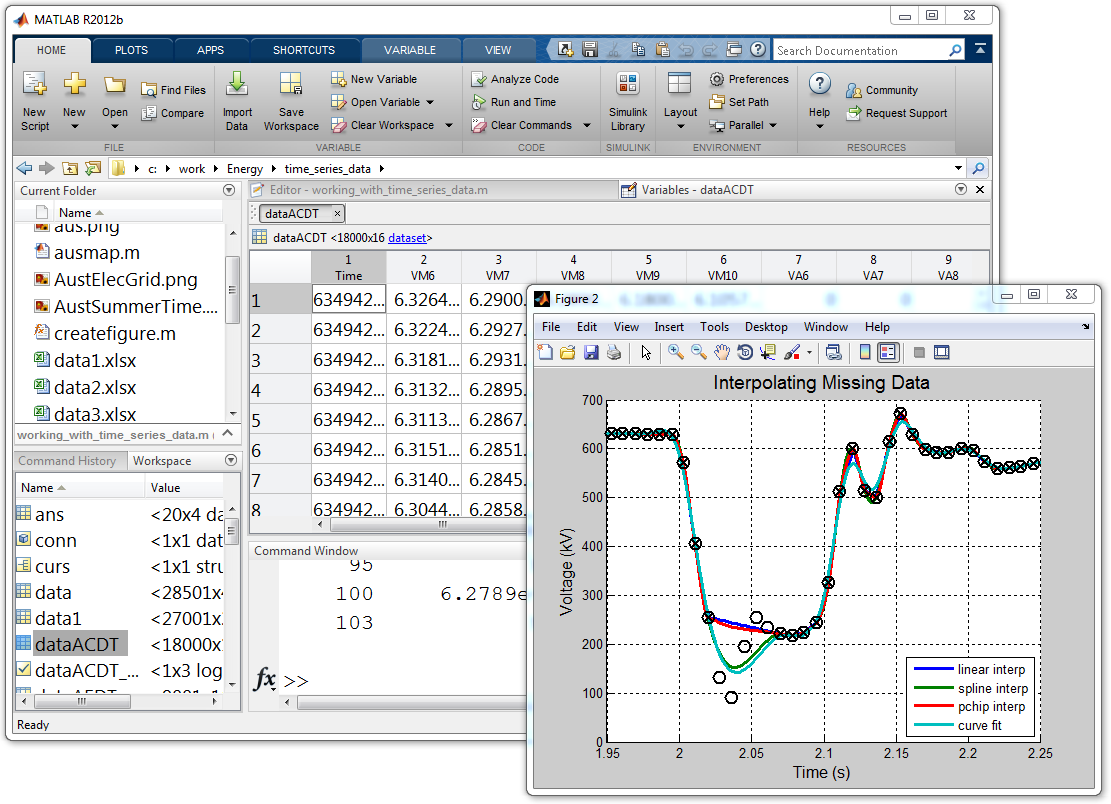 MATLAB R2012b
HOME PLOTS APPS SHORTCUTS VARIABLE VIEW Search Documentation
New Script New Open Find Files Compare
FILE
Import Data Save Workspace New Variable Open Variable Clear Workspace
VARIABLE
Analyze Code Run and Time Clear Commands
CODE
Simulink Library
SIMULINK
Layout Preferences Set Path Parallel
ENVIRONMENT
Help Community Request Support
RESOURCES
c: work Energy time_series_data
Current Folder
Name
aus.png
ausmap.m
AustElecGrid.png
AustSummerTime....
createfigure.m
data1.xlsx
data2.xlsx
data3.xlsx
working_with_time_series_data.m (
Command History Workspace
Name Value
ans <20x4 da
conn <1x1 dat
curs <1x1 stru
data <28501x4
data1 <27001x
dataACDT <18000x
dataACDT_... <1x3 log
Ready
Editor - working_with_time_series_data.m Variables - dataACDT
dataACDT
dataACDT <18000x16 dataset>
1 2 3 4 5 6 7 8 9
Time VM6 VM7 VM8 VM9 VM10 VA6 VA7 VA8
1 634942... 6.3264... 6.2900.
2 634942... 6.3224... 6.2927.
3 634942... 6.3181... 6.2931.
4 634942... 6.3132... 6.2895.
5 634942... 6.3113... 6.2867.
6 634942... 6.3151... 6.2851.
7 634942... 6.3140... 6.2845.
8 634942... 6.3044... 6.2858.
Command Window
95
100 6.2789e
103
fx >>
Figure 2
File Edit View Insert Tools Desktop Window Help
Interpolating Missing Data
Voltage (kV)
700
600
500
400
300
200
100
0
1.95 2 2.05 2.1 2.15 2.2 2.25
Time (s)
linear interp
spline interp
pchip interp
curve fit